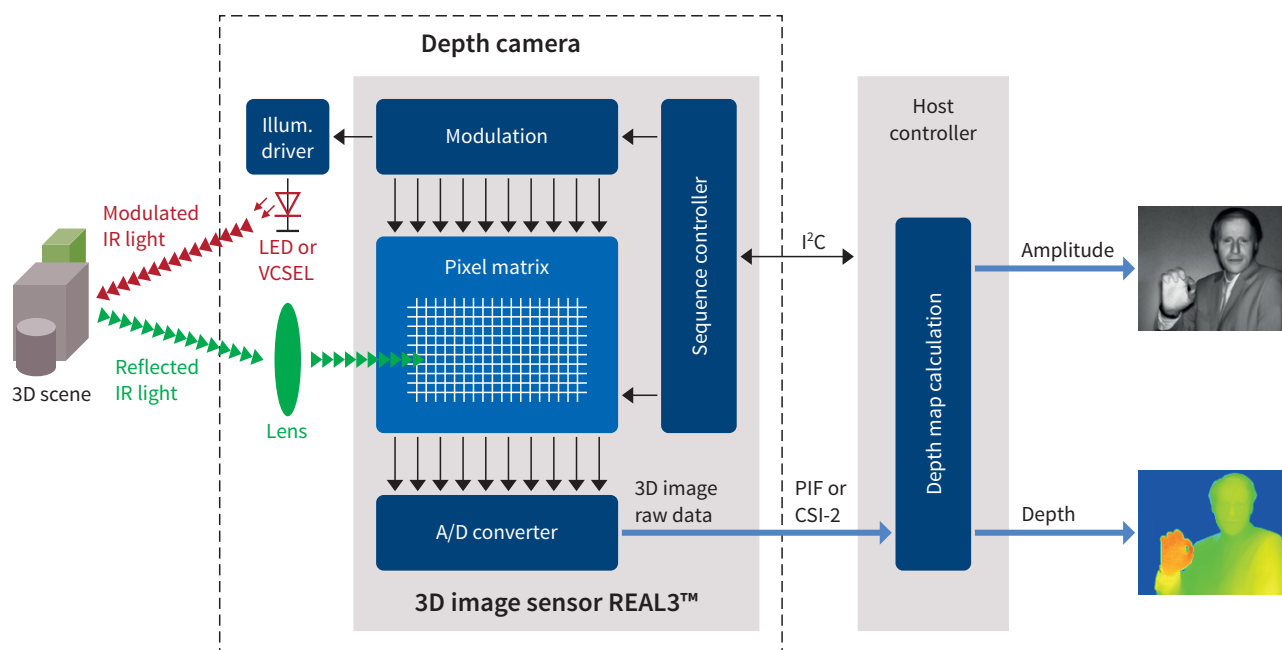 Depth camera
Illum.
driver
Modulation
Host
controller
Sequence controller
Modulated
IR light
LED or
VCSEL
Pixel matrix
I²C
Amplitude
Depth map calculation
3D scene
Reflected
IR light
Lens
3D image
raw data
PIF or
CSI-2
A/D converter
Depth
3D image sensor REAL3™